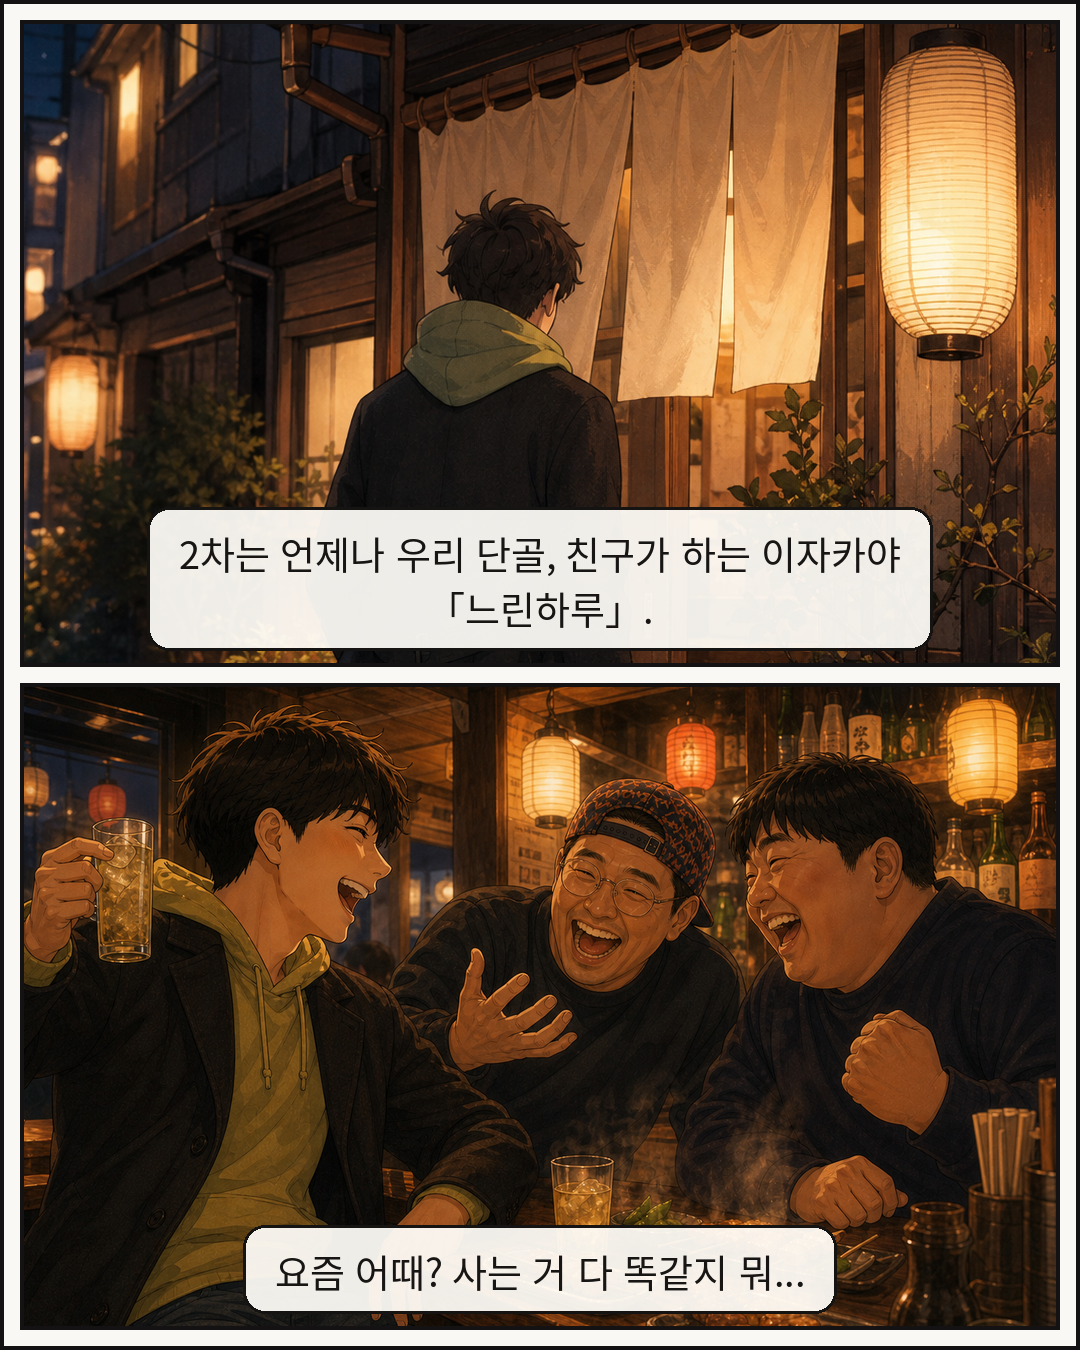 2차는 언제나 우리 단골, 친구가 하는 이자카야
「느린하루」.
요즘 어때? 사는 거 다 똑같지 뭐...